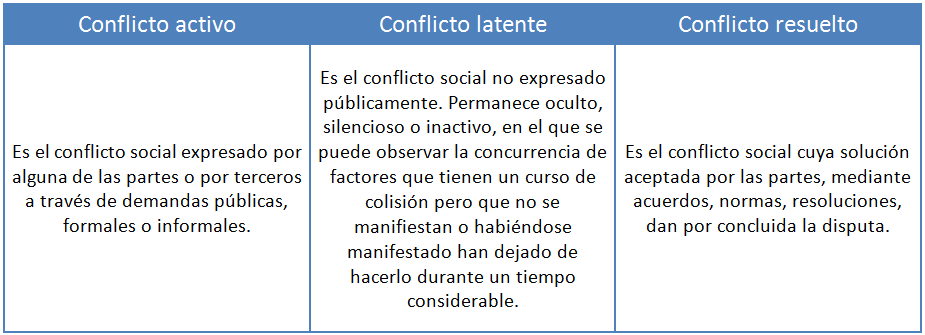 Conflicto activo
Conflicto latente
Conflicto resuelto
Es el conflicto social expresado por
alguna de las partes o por terceros
a través de demandas públicas,
formales o informales.
Es el conflicto social no expresado
públicamente. Permanece oculto,
silencioso o inactivo, en el que se
puede observar la concurrencia de
factores que tienen un curso de
colisión pero que no se
manifiestan o habiéndose
manifestado han dejado de
hacerlo durante un tiempo
considerable.
Es el conflicto social cuya solución
aceptada por las partes, mediante
acuerdos, normas, resoluciones,
dan por concluida la disputa.